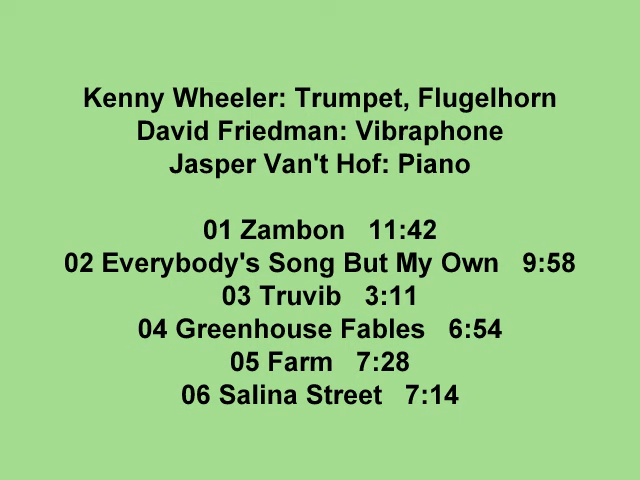 Kenny Wheeler: Trumpet, Flugelhorn
David Friedman: Vibraphone
Jasper Van't Hof: Piano
01 Zambon   11:42
02 Everybody's Song But My Own   9:58
03 Truvib   3:11
04 Greenhouse Fables   6:54
05 Farm   7:28
06 Salina Street   7:14